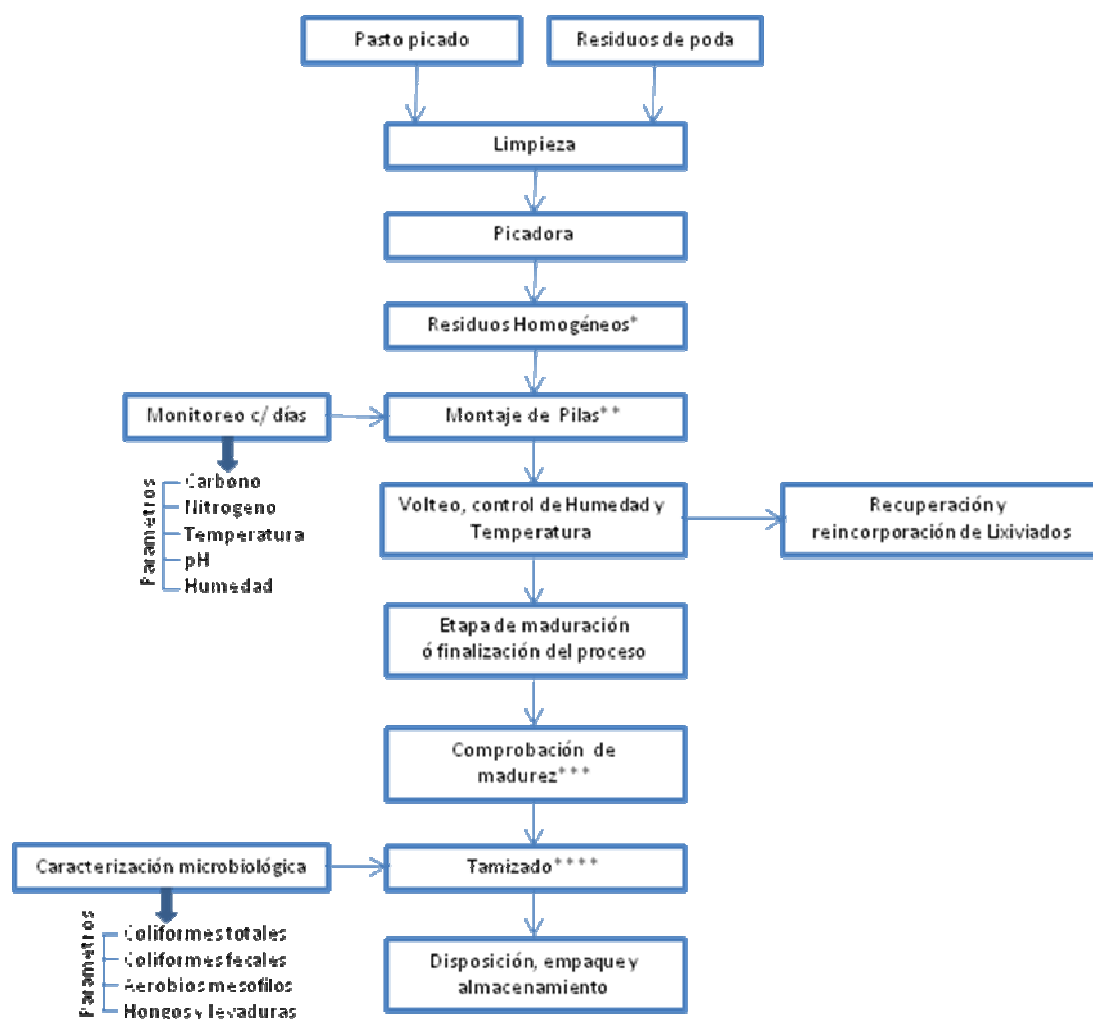 Pasto picado
Residuos de poda
Limpieza
Picadora
Residuos Homogéneos*
Monitoreo c/ días
Montaje de Pilas**
Parametros
Carbono
Nitrogeno
Temperatura
pH
Humedad
Volteo, control de Humedad y
Temperatura
Recuperación y
reincorporación de Lixiviados
Etapa de maduración
ó finalización del proceso
Comprobación de
madurez***
Caracterización microbiológica
Tamizado****
Parametros
Coliformes totales
Coliformes fecales
Aerobios mesofilos
Hongos y levaduras
Disposición, empaque y
almacenamiento